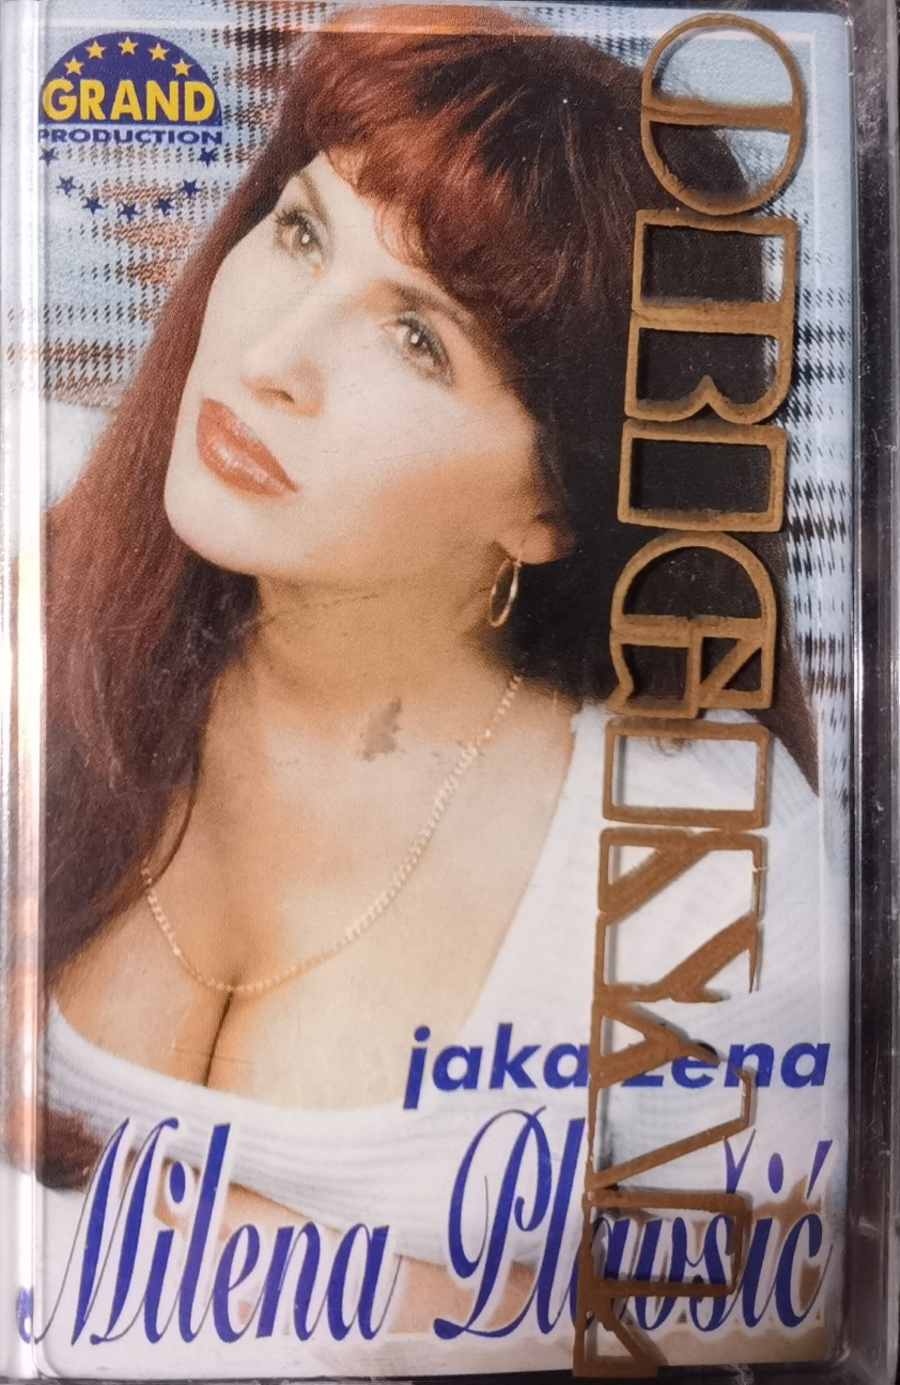 GRAND
PRODUCTION
ORIGINAL
jaka žena
Milena Plavšić